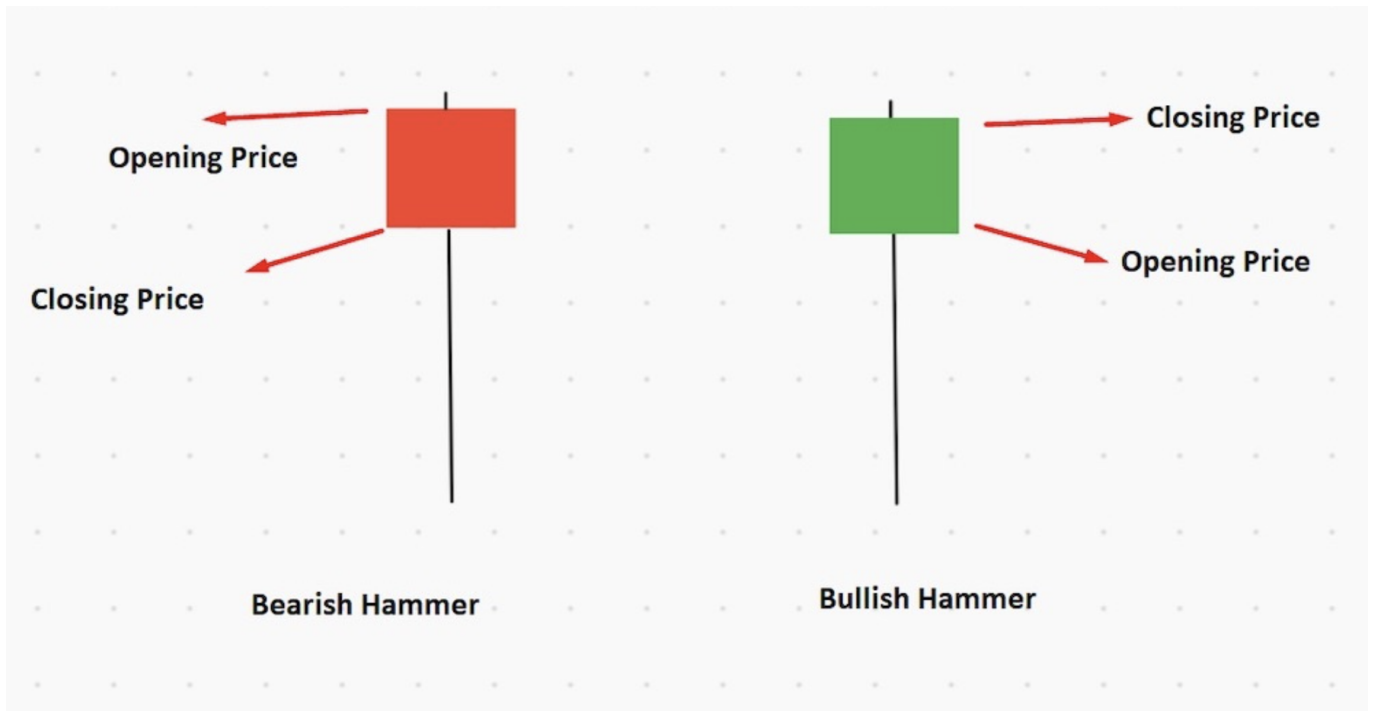 Opening Price
Closing Price
Closing Price
Opening Price
Bearish Hammer
Bullish Hammer